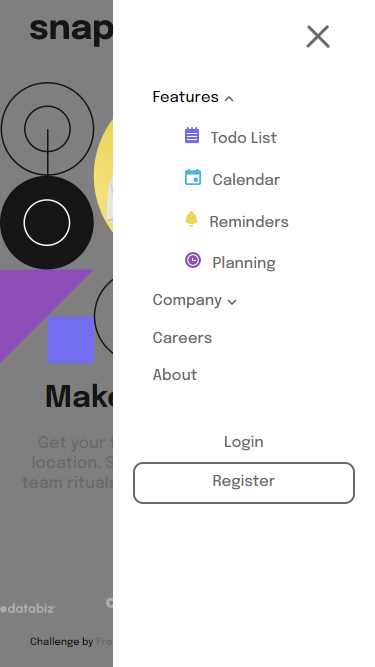 snap
Features
Todo List
Calendar
Reminders
Planning
Company
Careers
About
Make
Get your
location. S
team rituals
Login
Register
databiz
Challenge by Fro